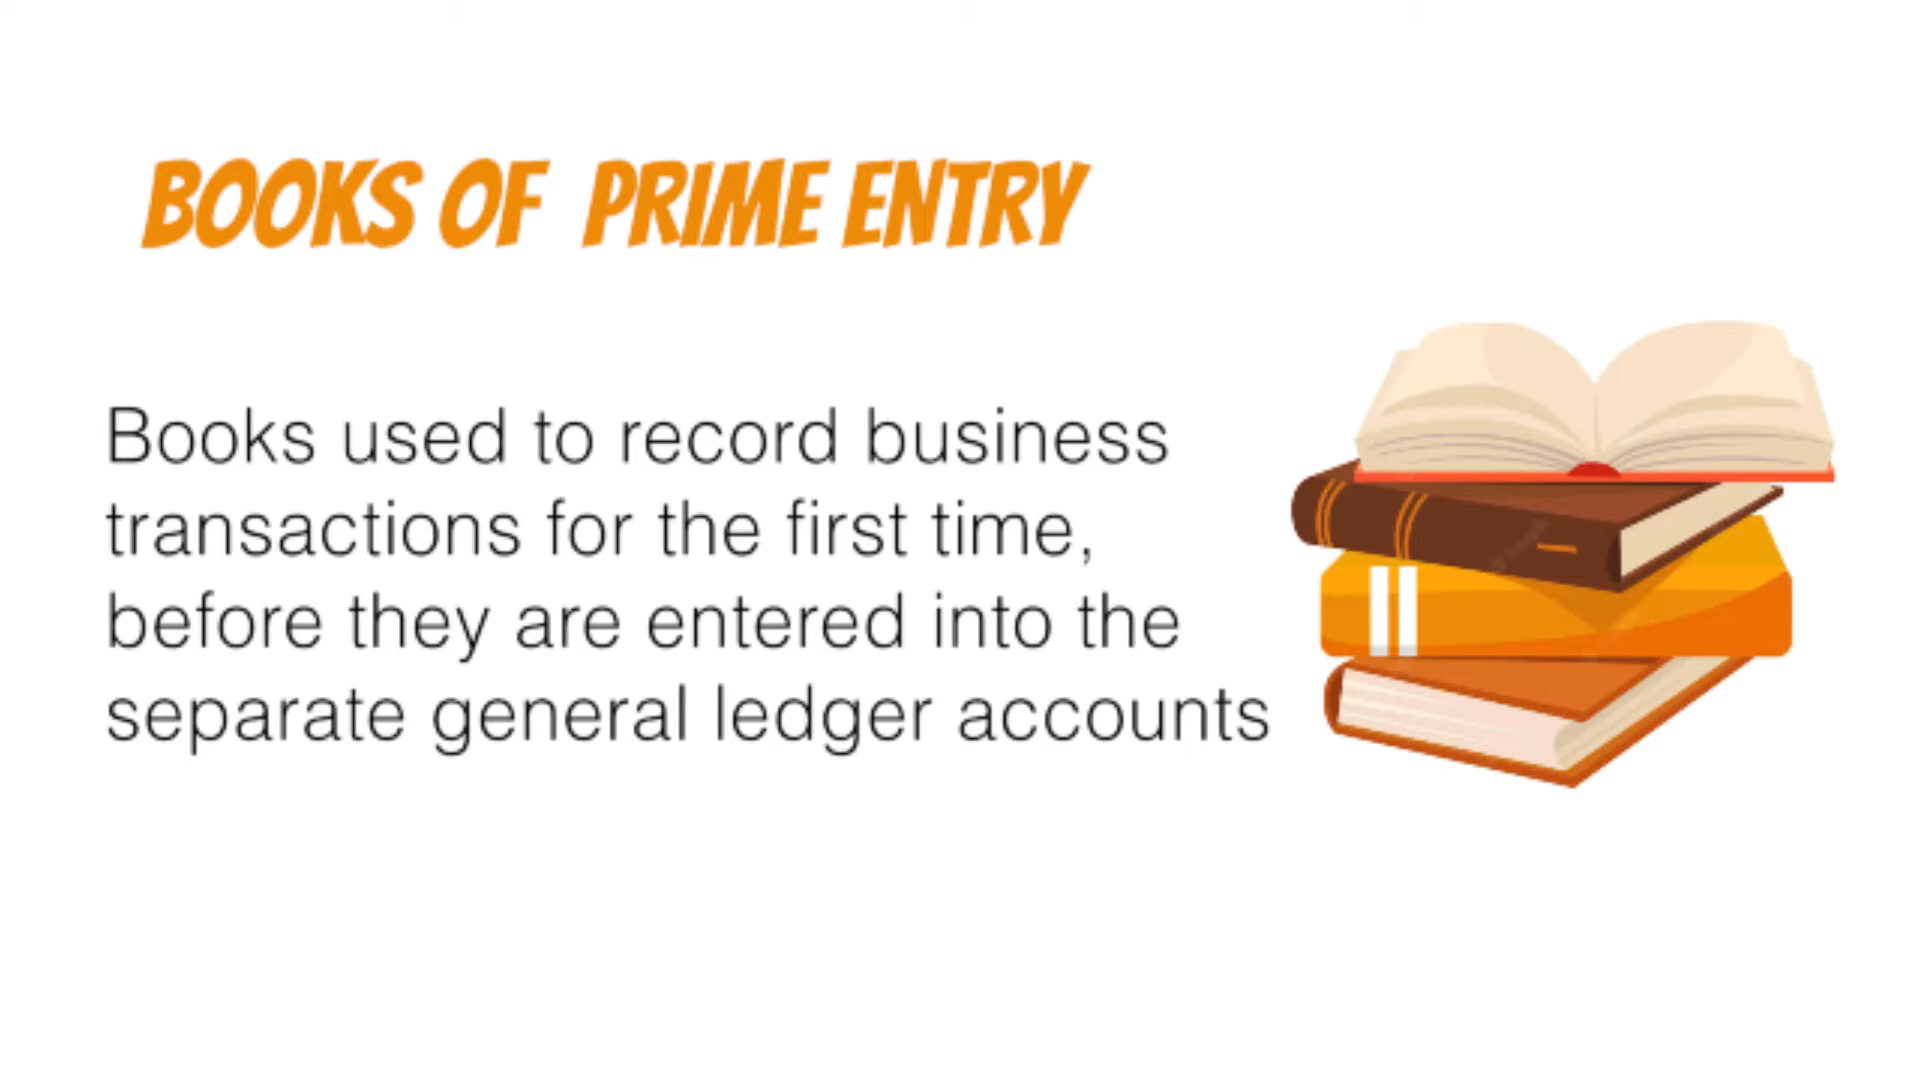 BOOKS OF PRIME ENTRY
Books used to record business
transactions for the first time,
before they are entered into the
separate general ledger accounts